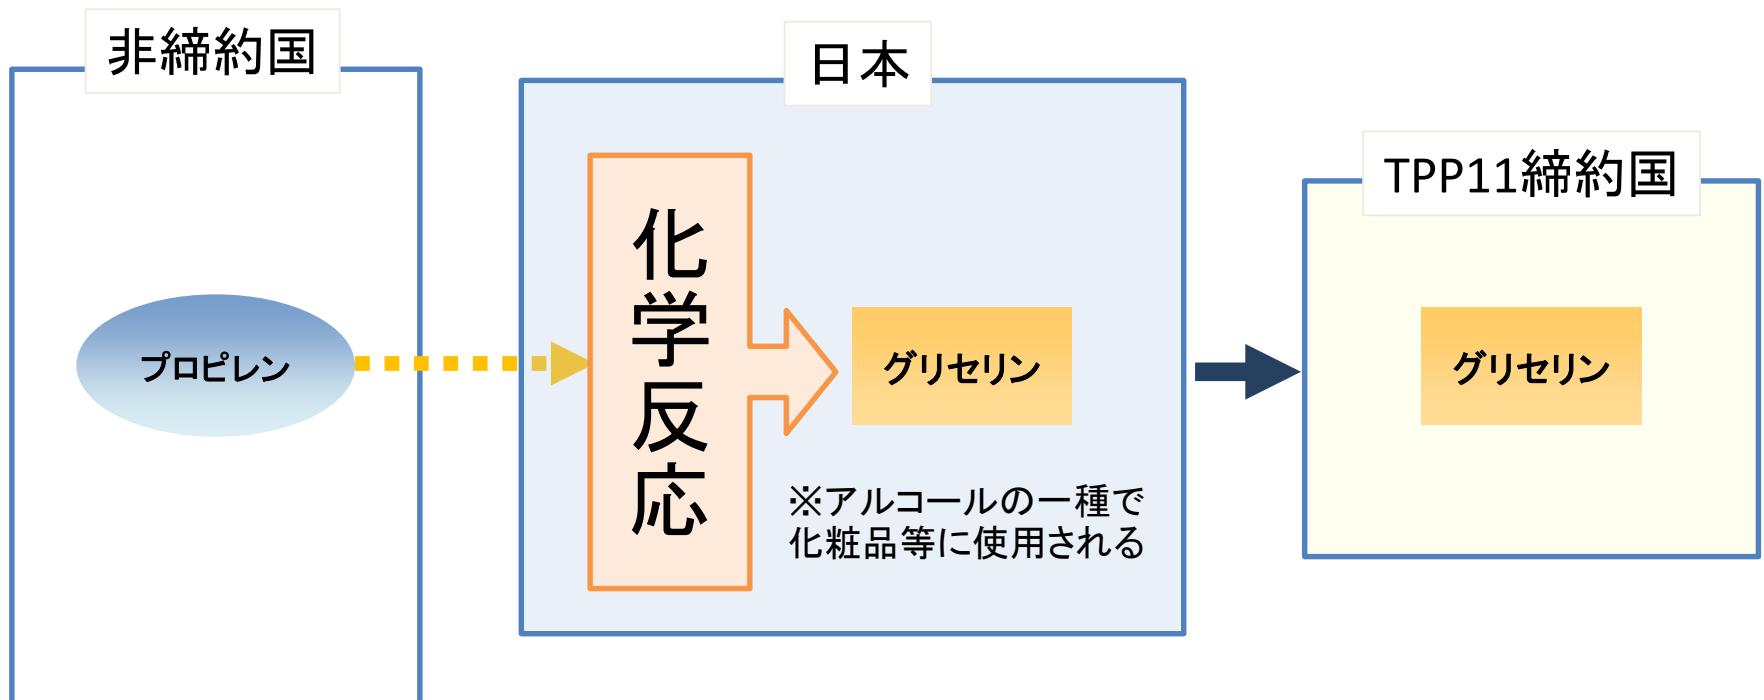 非締約国
プロピレン
日本
化学反応
グリセリン
※アルコールの一種で
化粧品等に使用される
TPP11締約国
グリセリン